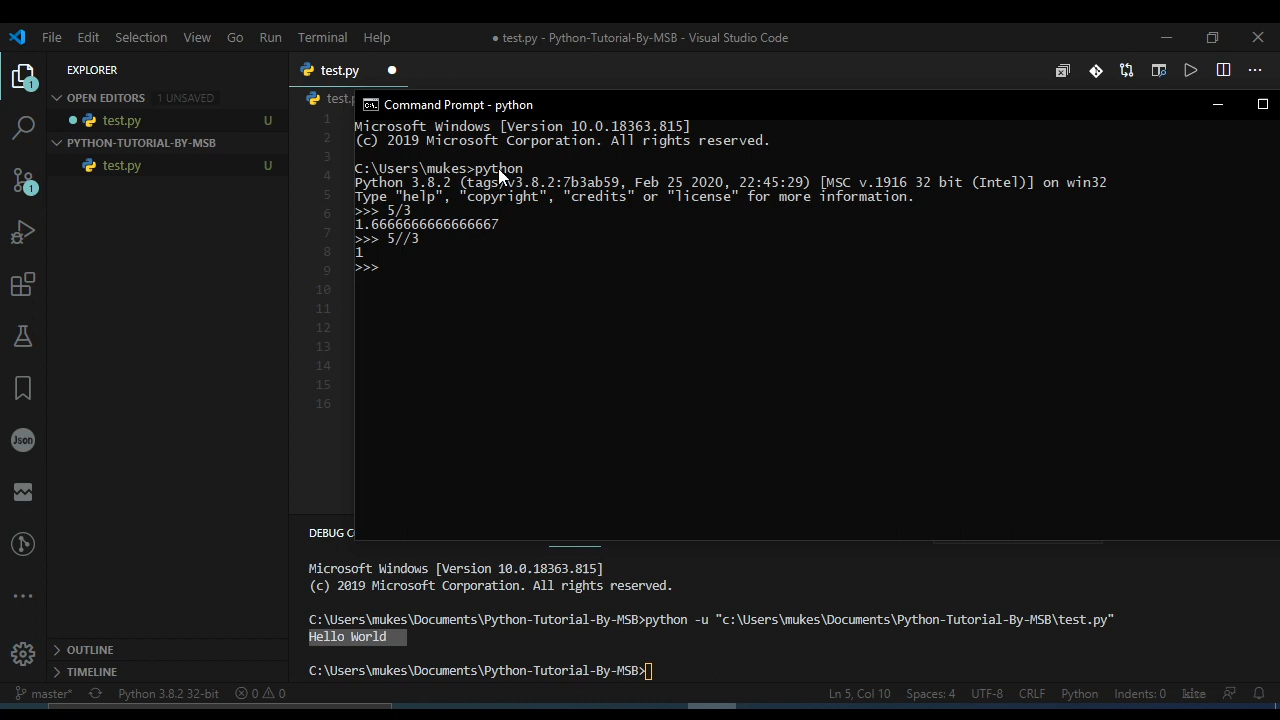 File Edit Selection View Go Run Terminal Help
● test.py - Python-Tutorial-By-MSB - Visual Studio Code
EXPLORER
OPEN EDITORS 1 UNSAVED
test.py U
PYTHON-TUTORIAL-BY-MSB
test.py U
test.py
test.p
1
2
3
4
5
6
7
8
9
10
11
12
13
14
15
16
1
1
Json
Command Prompt - python
Microsoft Windows [Version 10.0.18363.815]
(c) 2019 Microsoft Corporation. All rights reserved.
C:\Users\mukes>python
Python 3.8.2 (tags/v3.8.2:7b3ab59, Feb 25 2020, 22:45:29) [MSC v.1916 32 bit (Intel)] on win32
Type "help", "copyright", "credits" or "license" for more information.
>>> 5/3
1.6666666666666667
>>> 5//3
1
>>>
DEBUG C
Microsoft Windows [Version 10.0.18363.815]
(c) 2019 Microsoft Corporation. All rights reserved.
C:\Users\mukes\Documents\Python-Tutorial-By-MSB>python -u "c:\Users\mukes\Documents\Python-Tutorial-By-MSB\test.py"
Hello World
C:\Users\mukes\Documents\Python-Tutorial-By-MSB>
OUTLINE
TIMELINE
master* Python 3.8.2 32-bit 0 0 Ln 5, Col 10 Spaces: 4 UTF-8 CRLF Python Indents: 0 kite